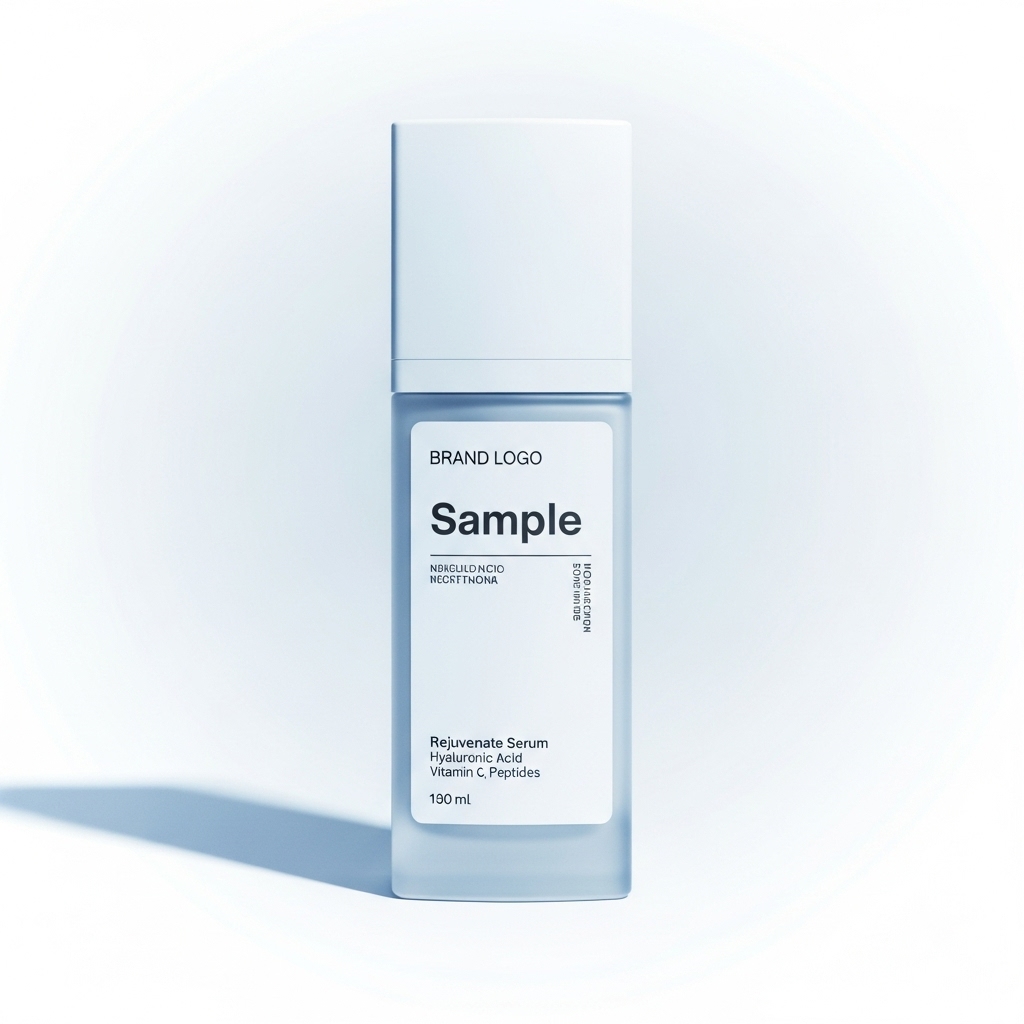 BRAND LOGO
Sample
Rejuvenate Serum
Hyaluronic Acid
Vitamin C, Peptides
190 ml